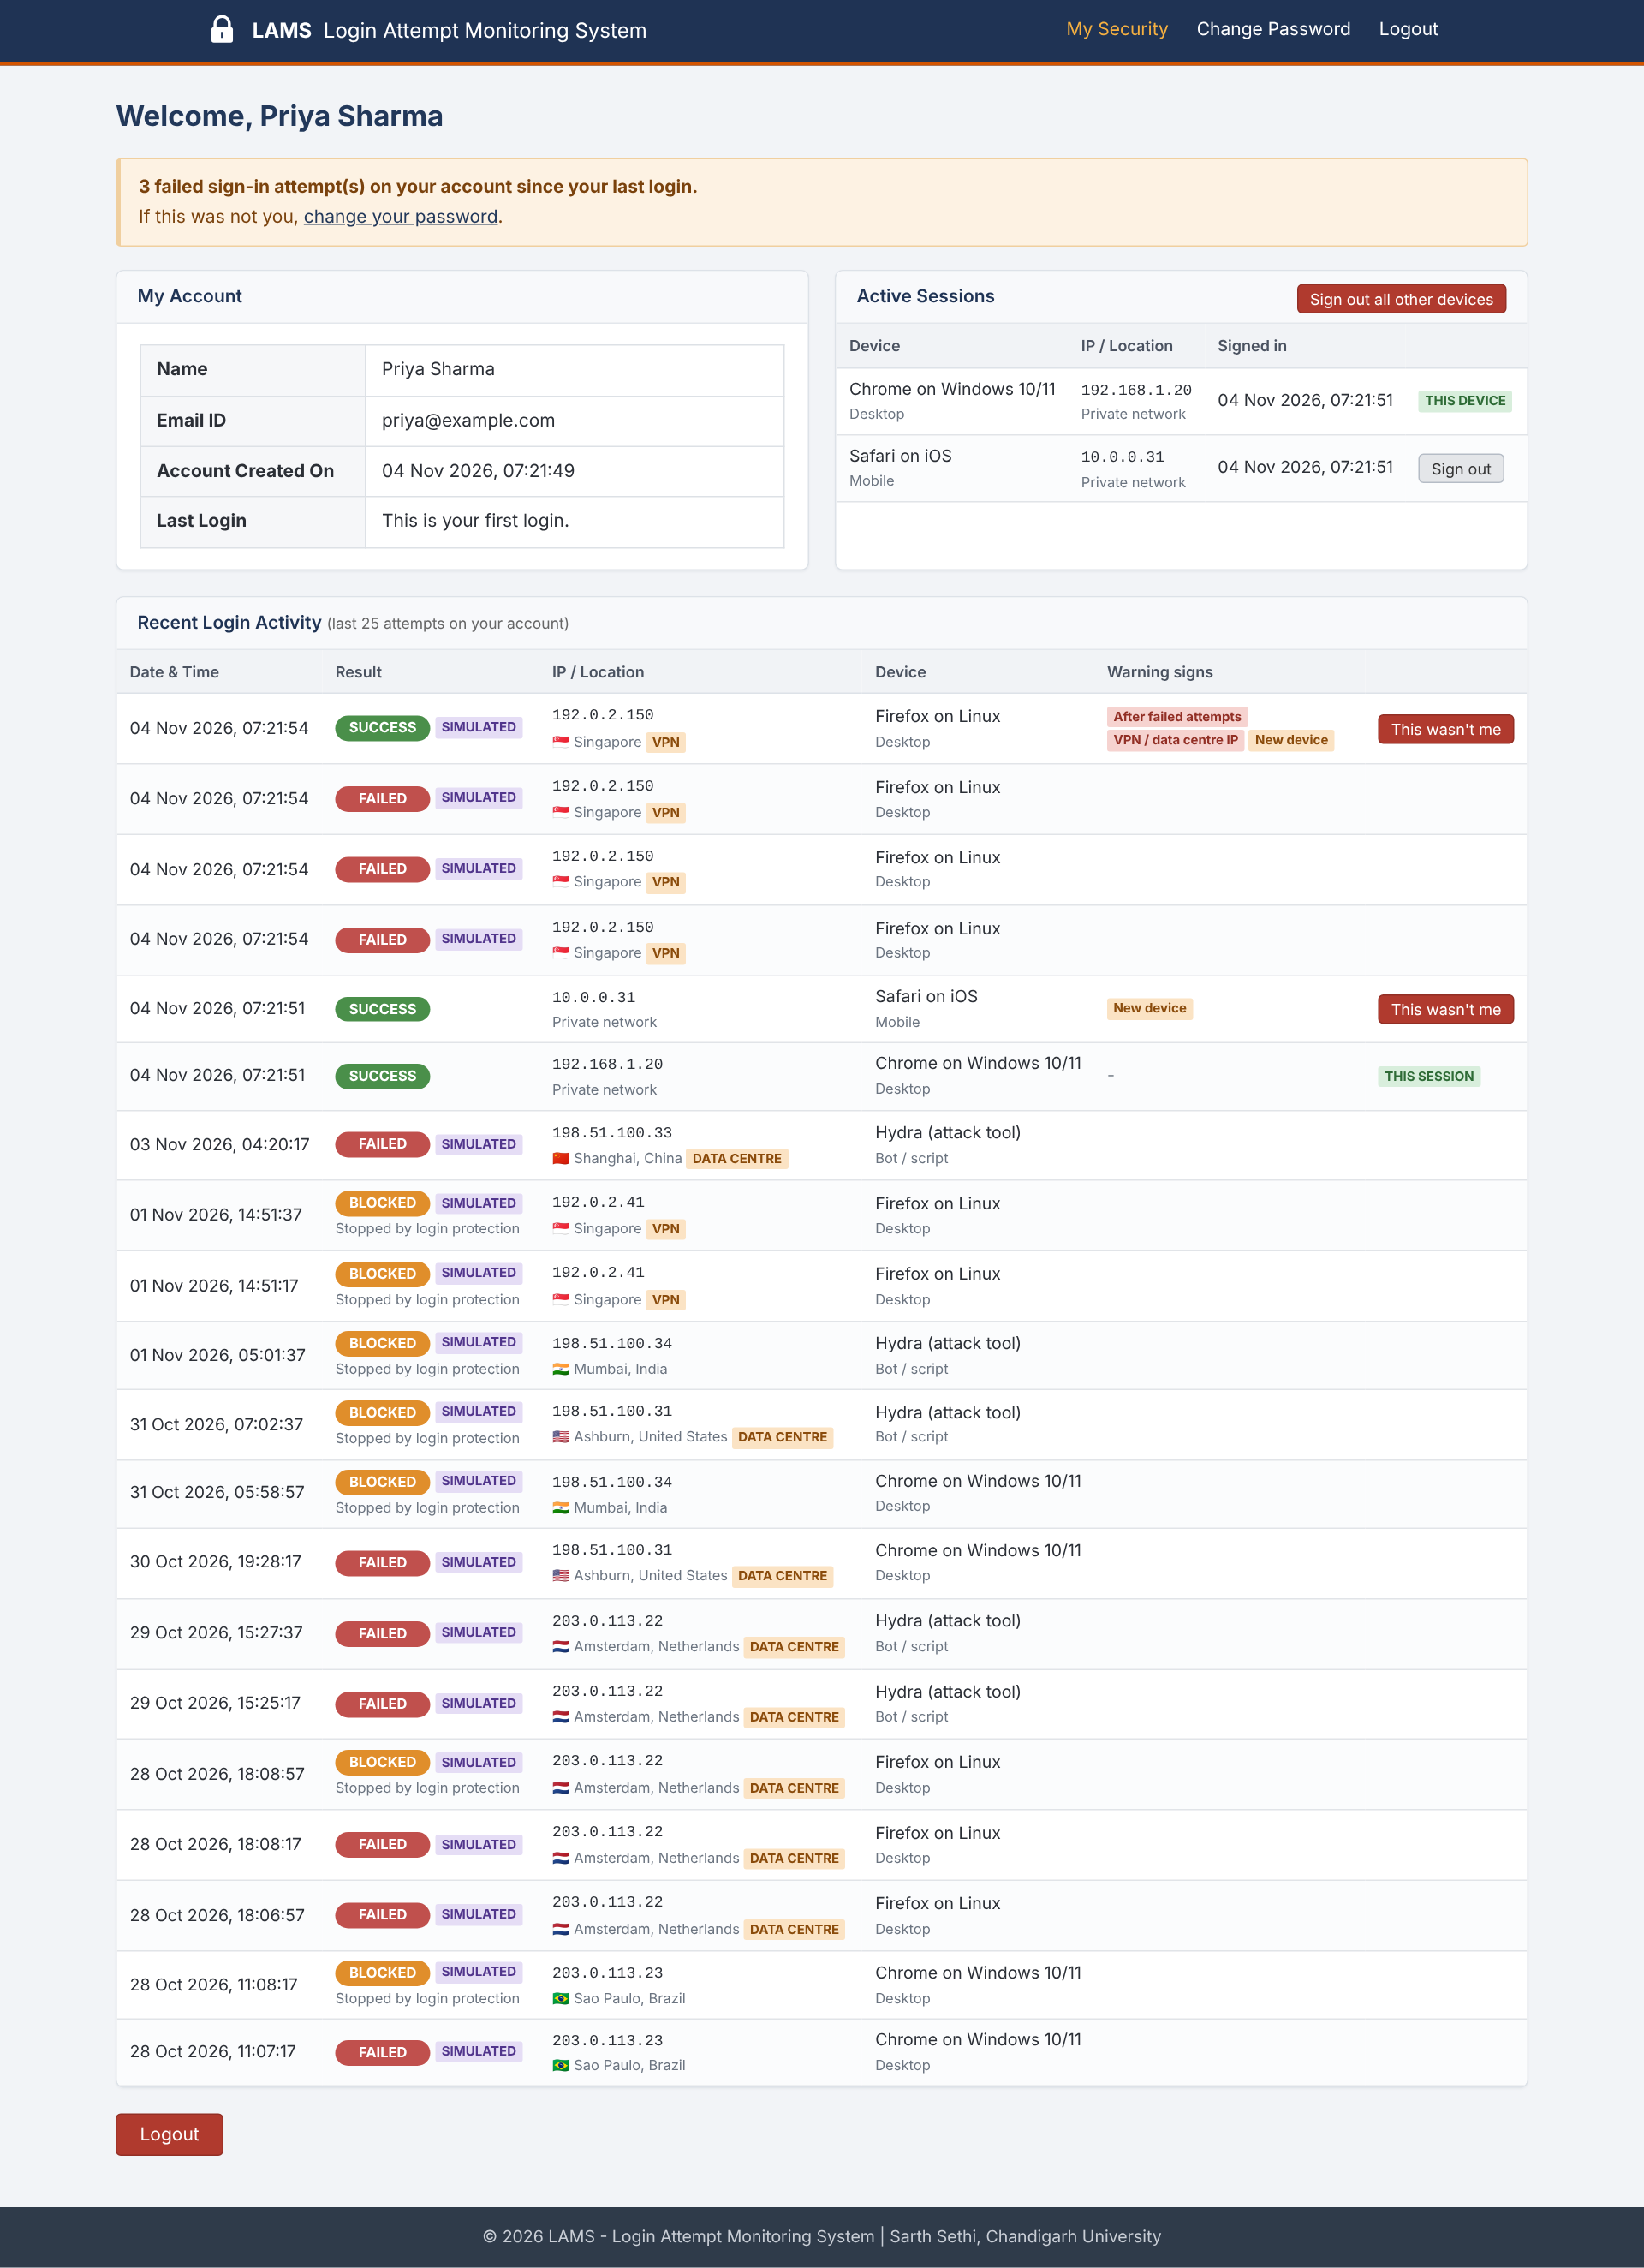 LAMS Login Attempt Monitoring System
My Security Change Password Logout
Welcome, Priya Sharma
3 failed sign-in attempt(s) on your account since your last login.
If this was not you, change your password.
My Account
Name Priya Sharma
Email ID priya@example.com
Account Created On 04 Nov 2026, 07:21:49
Last Login This is your first login.
Active Sessions Sign out all other devices
Device IP / Location Signed in
Chrome on Windows 10/11 192.168.1.20 04 Nov 2026, 07:21:51 THIS DEVICE
Desktop Private network
Safari on iOS 10.0.0.31 04 Nov 2026, 07:21:51 Sign out
Mobile Private network
Recent Login Activity (last 25 attempts on your account)
Date & Time Result IP / Location Device Warning signs
04 Nov 2026, 07:21:54 SUCCESS SIMULATED 192.0.2.150 Firefox on Linux After failed attempts This wasn't me
Singapore VPN Desktop VPN / data centre IP New device
04 Nov 2026, 07:21:54 FAILED SIMULATED 192.0.2.150 Firefox on Linux
Singapore VPN Desktop
04 Nov 2026, 07:21:54 FAILED SIMULATED 192.0.2.150 Firefox on Linux
Singapore VPN Desktop
04 Nov 2026, 07:21:54 FAILED SIMULATED 192.0.2.150 Firefox on Linux
Singapore VPN Desktop
04 Nov 2026, 07:21:51 SUCCESS 10.0.0.31 Safari on iOS New device This wasn't me
Private network Mobile
04 Nov 2026, 07:21:51 SUCCESS 192.168.1.20 Chrome on Windows 10/11 - THIS SESSION
Private network Desktop
03 Nov 2026, 04:20:17 FAILED SIMULATED 198.51.100.33 Hydra (attack tool)
Shanghai, China DATA CENTRE Bot / script
01 Nov 2026, 14:51:37 BLOCKED SIMULATED 192.0.2.41 Firefox on Linux
Stopped by login protection Singapore VPN Desktop
01 Nov 2026, 14:51:17 BLOCKED SIMULATED 192.0.2.41 Firefox on Linux
Stopped by login protection Singapore VPN Desktop
01 Nov 2026, 05:01:37 BLOCKED SIMULATED 198.51.100.34 Hydra (attack tool)
Stopped by login protection Mumbai, India Bot / script
31 Oct 2026, 07:02:37 BLOCKED SIMULATED 198.51.100.31 Hydra (attack tool)
Stopped by login protection Ashburn, United States DATA CENTRE Bot / script
31 Oct 2026, 05:58:57 BLOCKED SIMULATED 198.51.100.34 Chrome on Windows 10/11
Stopped by login protection Mumbai, India Desktop
30 Oct 2026, 19:28:17 FAILED SIMULATED 198.51.100.31 Chrome on Windows 10/11
Ashburn, United States DATA CENTRE Desktop
29 Oct 2026, 15:27:37 FAILED SIMULATED 203.0.113.22 Hydra (attack tool)
Amsterdam, Netherlands DATA CENTRE Bot / script
29 Oct 2026, 15:25:17 FAILED SIMULATED 203.0.113.22 Hydra (attack tool)
Amsterdam, Netherlands DATA CENTRE Bot / script
28 Oct 2026, 18:08:57 BLOCKED SIMULATED 203.0.113.22 Firefox on Linux
Stopped by login protection Amsterdam, Netherlands DATA CENTRE Desktop
28 Oct 2026, 18:08:17 FAILED SIMULATED 203.0.113.22 Firefox on Linux
Amsterdam, Netherlands DATA CENTRE Desktop
28 Oct 2026, 18:06:57 FAILED SIMULATED 203.0.113.22 Firefox on Linux
Amsterdam, Netherlands DATA CENTRE Desktop
28 Oct 2026, 11:08:17 BLOCKED SIMULATED 203.0.113.23 Chrome on Windows 10/11
Stopped by login protection Sao Paulo, Brazil Desktop
28 Oct 2026, 11:07:17 FAILED SIMULATED 203.0.113.23 Chrome on Windows 10/11
Sao Paulo, Brazil Desktop
Logout
© 2026 LAMS - Login Attempt Monitoring System | Sarth Sethi, Chandigarh University